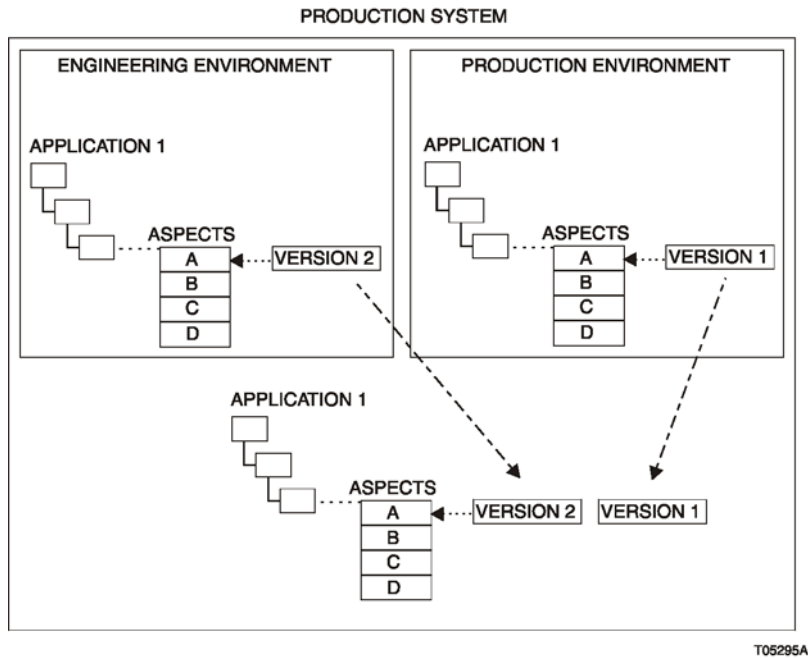 PRODUCTION SYSTEM
ENGINEERING ENVIRONMENT
APPLICATION 1
ASPECTS
A
VERSION 2
B
C
D
PRODUCTION ENVIRONMENT
APPLICATION 1
ASPECTS
A
VERSION 1
B
C
D
APPLICATION 1
ASPECTS
A
VERSION 2
VERSION 1
B
C
D
T05295A